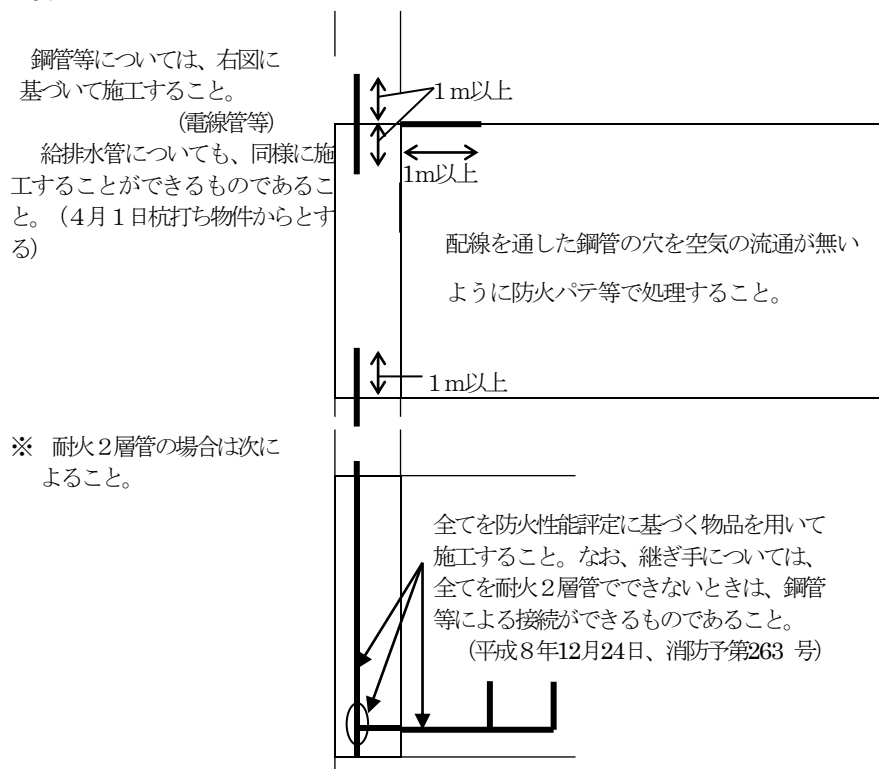 鋼管等については、右図に
基づいて施工すること。
(電線管等)
給排水管についても、同様に施
工することができるものであるこ
と。（４月１日杭打ち物件からとす
る）
１ｍ以上
1ｍ以上
配線を通した鋼管の穴を空気の流通が無い
ように防火パテ等で処理すること。
１ｍ以上
※　耐火２層管の場合は次に
よること。
全てを防火性能評定に基づく物品を用いて
施工すること。なお、継ぎ手については、
全てを耐火２層管でできないときは、鋼管
等による接続ができるものであること。
（平成８年12月24日、消防予第263 号）